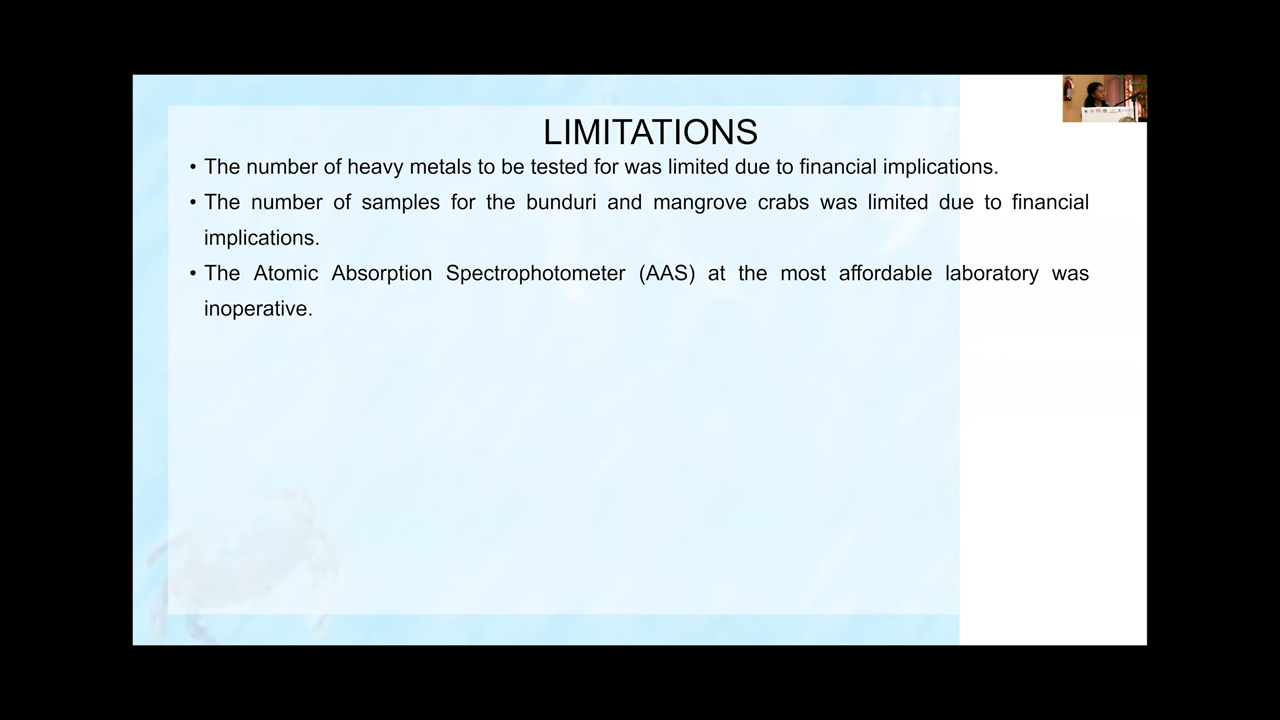 LIMITATIONS
• The number of heavy metals to be tested for was limited due to financial implications.
• The number of samples for the bunduri and mangrove crabs was limited due to financial
implications.
• The Atomic Absorption Spectrophotometer (AAS) at the most affordable laboratory was
inoperative.